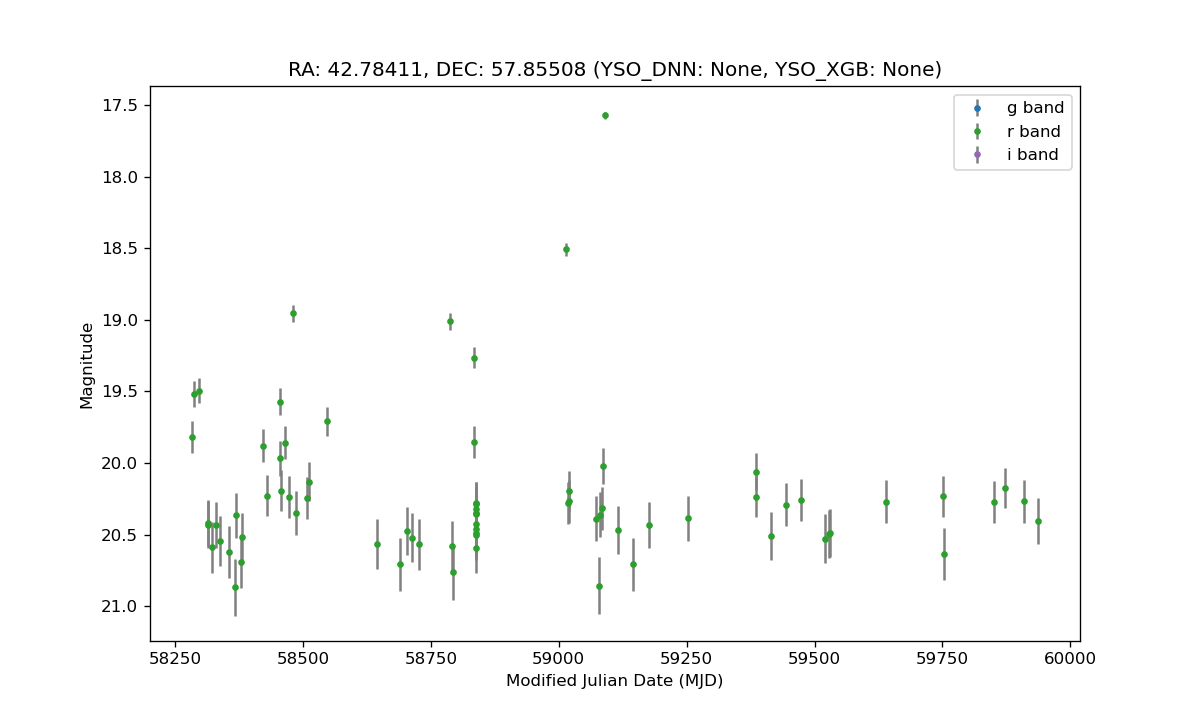 RA: 42.78411, DEC: 57.85508 (YSO_DNN: None, YSO_XGB: None)
g band
r band
i band
17.5
18.0
18.5
19.0
19.5
20.0
20.5
21.0
Magnitude
58250 58500 58750 59000 59250 59500 59750 60000
Modified Julian Date (MJD)